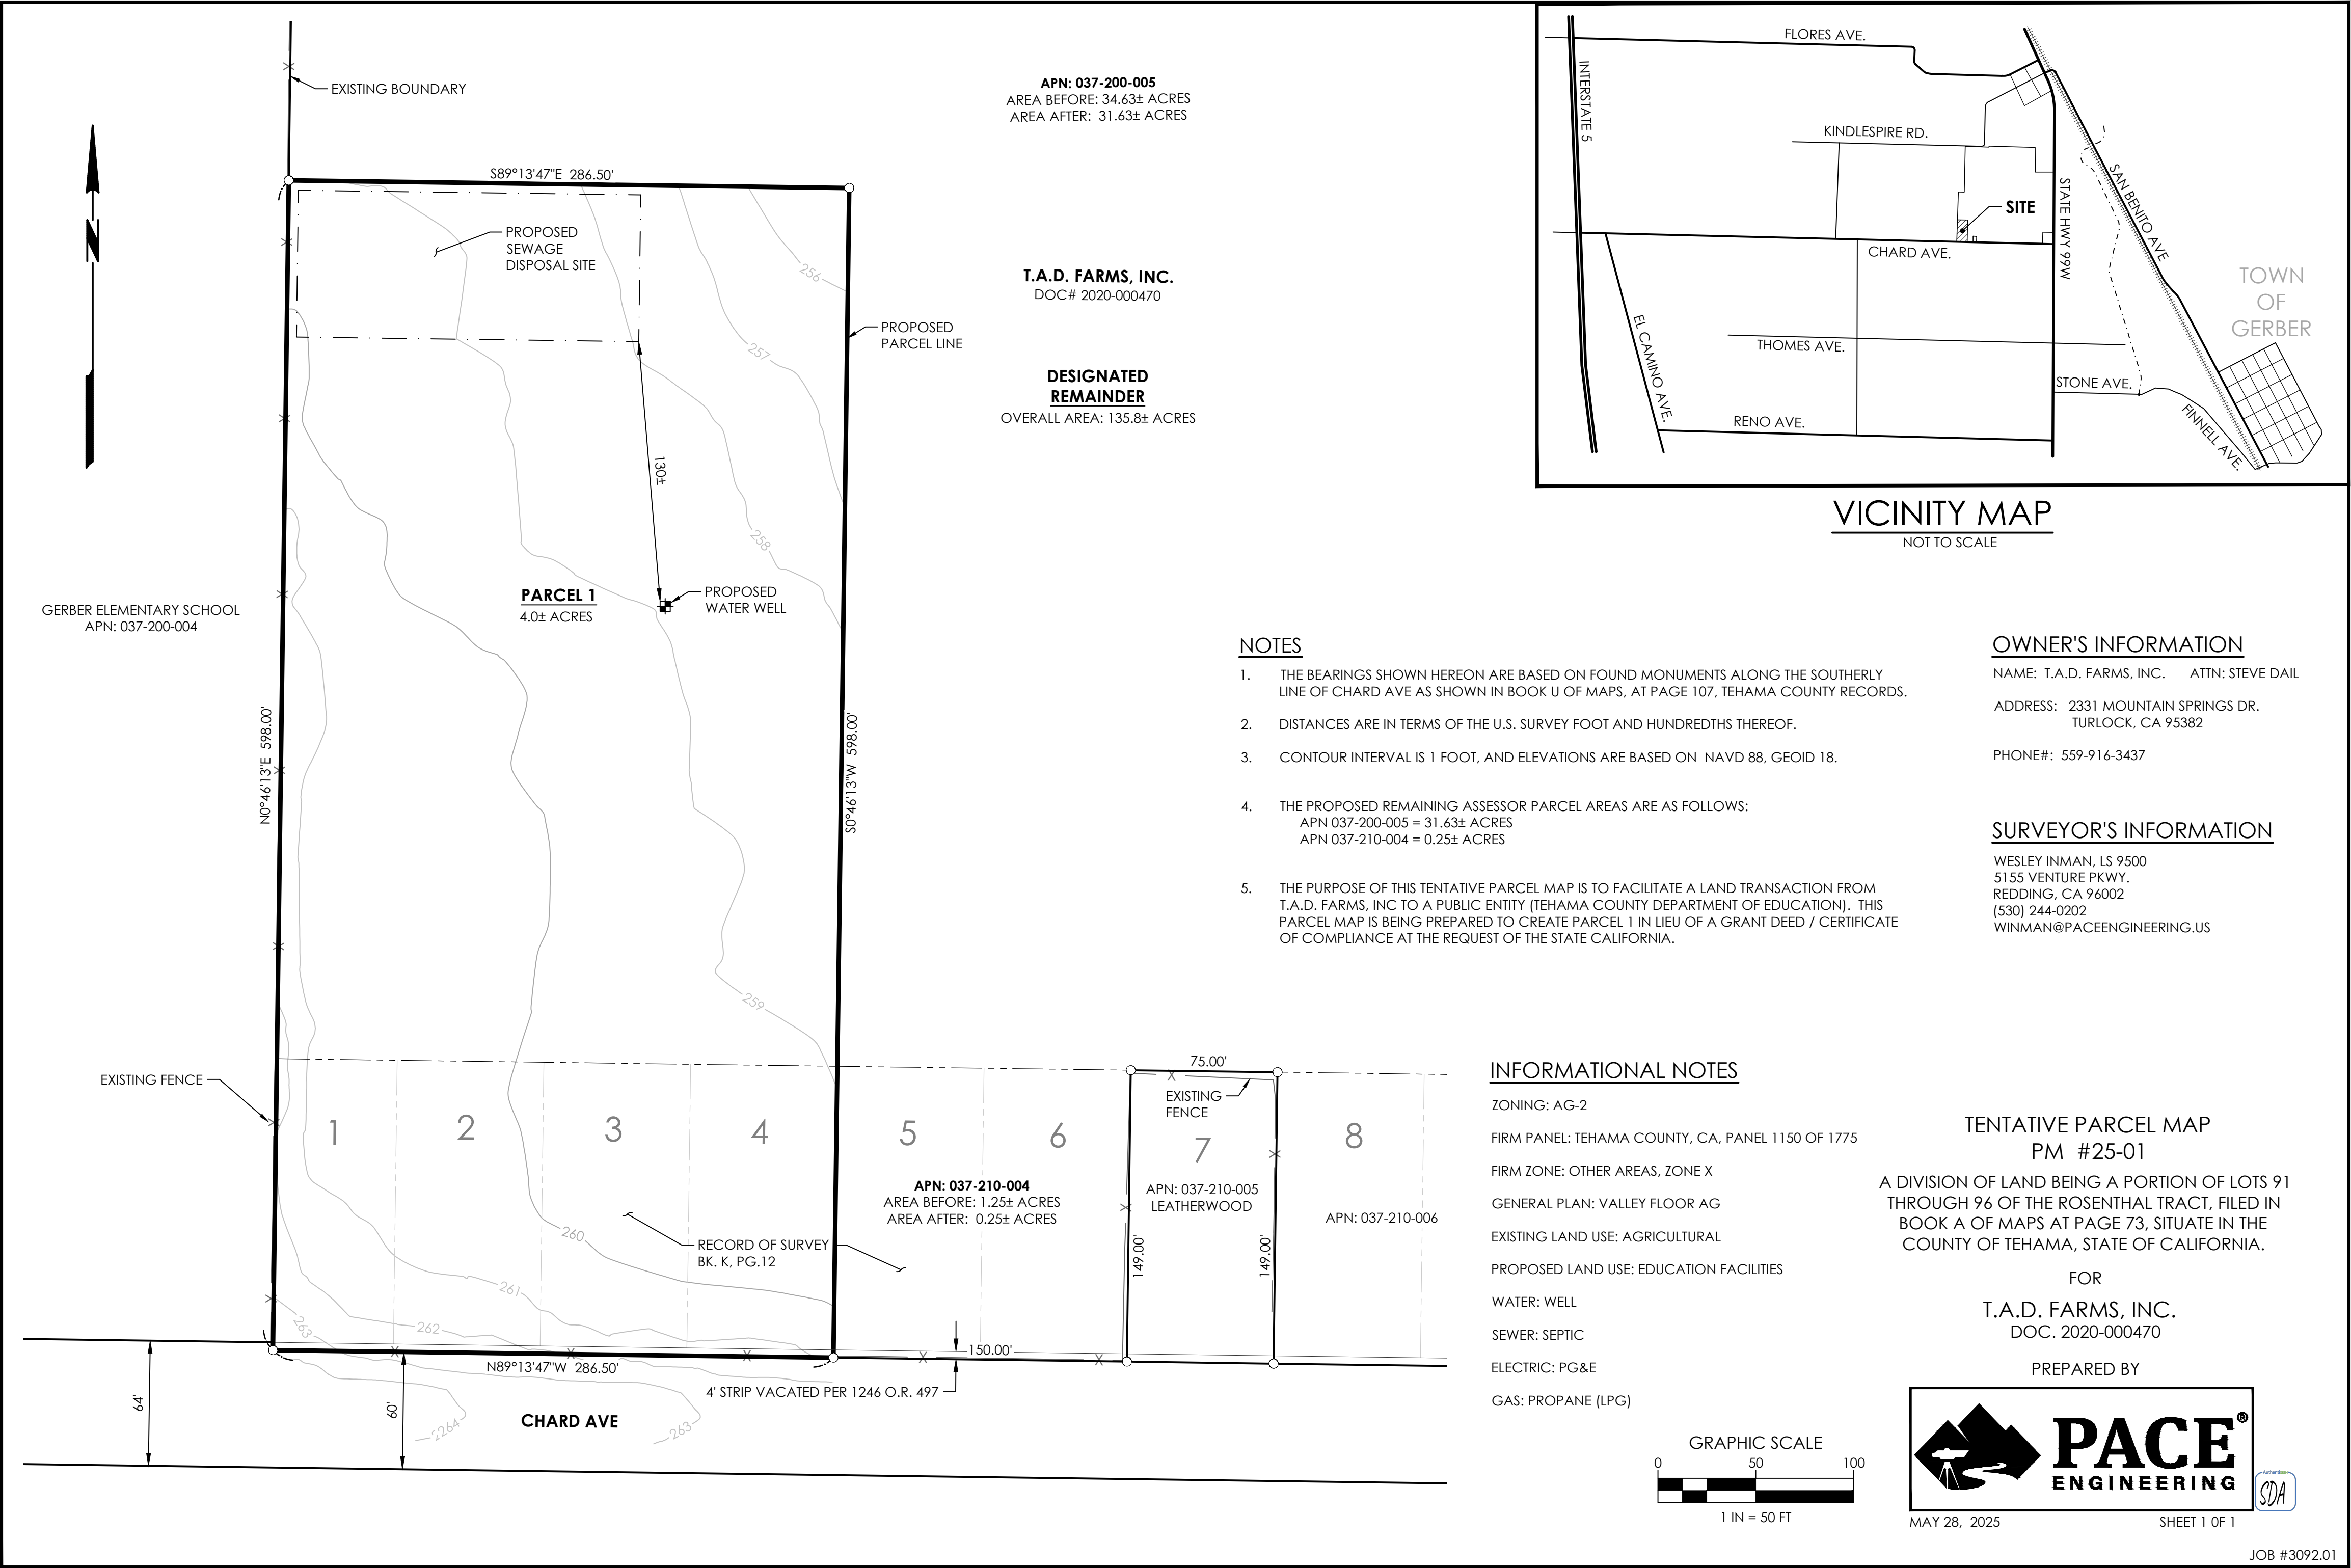 EXISTING BOUNDARY
APN: 037-200-005
AREA BEFORE: 34.63± ACRES
AREA AFTER: 31.63± ACRES
N
S89°13'47"E 286.50'
PROPOSED
SEWAGE
DISPOSAL SITE
256
257
258
259
260
261
262
263
264
263
T.A.D. FARMS, INC.
DOC# 2020-000470
PROPOSED
PARCEL LINE
DESIGNATED
REMAINDER
OVERALL AREA: 135.8± ACRES
130±
GERBER ELEMENTARY SCHOOL
APN: 037-200-004
PARCEL 1
4.0± ACRES
PROPOSED
WATER WELL
N0°46'13"E 598.00'
S0°46'13"W 598.00'
EXISTING FENCE
1
2
3
4
5
6
7
8
75.00'
EXISTING
FENCE
APN: 037-210-004
AREA BEFORE: 1.25± ACRES
AREA AFTER: 0.25± ACRES
APN: 037-210-005
LEATHERWOOD
APN: 037-210-006
149.00'
149.00'
RECORD OF SURVEY
BK. K, PG.12
150.00'
N89°13'47"W 286.50'
4' STRIP VACATED PER 1246 O.R. 497
64'
60'
CHARD AVE
FLORES AVE.
INTERSTATE 5
KINDLESPIRE RD.
SITE
STATE HWY 99W
SAN BENITO AVE
CHARD AVE.
TOWN
OF
GERBER
EL CAMINO AVE.
THOMES AVE.
STONE AVE.
RENO AVE.
FINNELL AVE.
VICINITY MAP
NOT TO SCALE
NOTES
1. THE BEARINGS SHOWN HEREON ARE BASED ON FOUND MONUMENTS ALONG THE SOUTHERLY
LINE OF CHARD AVE AS SHOWN IN BOOK U OF MAPS, AT PAGE 107, TEHAMA COUNTY RECORDS.
2. DISTANCES ARE IN TERMS OF THE U.S. SURVEY FOOT AND HUNDREDTHS THEREOF.
3. CONTOUR INTERVAL IS 1 FOOT, AND ELEVATIONS ARE BASED ON NAVD 88, GEOID 18.
4. THE PROPOSED REMAINING ASSESSOR PARCEL AREAS ARE AS FOLLOWS:
APN 037-200-005 = 31.63± ACRES
APN 037-210-004 = 0.25± ACRES
5. THE PURPOSE OF THIS TENTATIVE PARCEL MAP IS TO FACILITATE A LAND TRANSACTION FROM
T.A.D. FARMS, INC TO A PUBLIC ENTITY (TEHAMA COUNTY DEPARTMENT OF EDUCATION). THIS
PARCEL MAP IS BEING PREPARED TO CREATE PARCEL 1 IN LIEU OF A GRANT DEED / CERTIFICATE
OF COMPLIANCE AT THE REQUEST OF THE STATE CALIFORNIA.
OWNER'S INFORMATION
NAME: T.A.D. FARMS, INC. ATTN: STEVE DAIL
ADDRESS: 2331 MOUNTAIN SPRINGS DR.
TURLOCK, CA 95382
PHONE#: 559-916-3437
SURVEYOR'S INFORMATION
WESLEY INMAN, LS 9500
5155 VENTURE PKWY.
REDDING, CA 96002
(530) 244-0202
WINMAN@PACEENGINEERING.US
INFORMATIONAL NOTES
ZONING: AG-2
FIRM PANEL: TEHAMA COUNTY, CA, PANEL 1150 OF 1775
FIRM ZONE: OTHER AREAS, ZONE X
GENERAL PLAN: VALLEY FLOOR AG
EXISTING LAND USE: AGRICULTURAL
PROPOSED LAND USE: EDUCATION FACILITIES
WATER: WELL
SEWER: SEPTIC
ELECTRIC: PG&E
GAS: PROPANE (LPG)
GRAPHIC SCALE
0 50 100
1 IN = 50 FT
TENTATIVE PARCEL MAP
PM #25-01
A DIVISION OF LAND BEING A PORTION OF LOTS 91
THROUGH 96 OF THE ROSENTHAL TRACT, FILED IN
BOOK A OF MAPS AT PAGE 73, SITUATE IN THE
COUNTY OF TEHAMA, STATE OF CALIFORNIA.
FOR
T.A.D. FARMS, INC.
DOC. 2020-000470
PREPARED BY
PACE®
ENGINEERING
SDA
MAY 28, 2025
SHEET 1 OF 1
JOB #3092.01